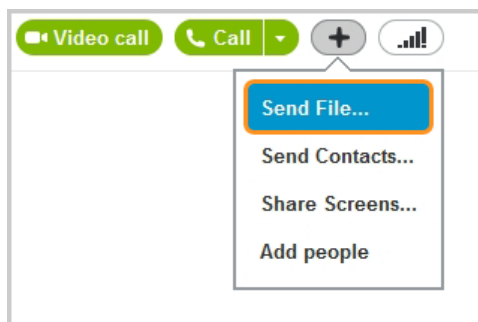 Video call Call
Send File...
Send Contacts...
Share Screens...
Add people